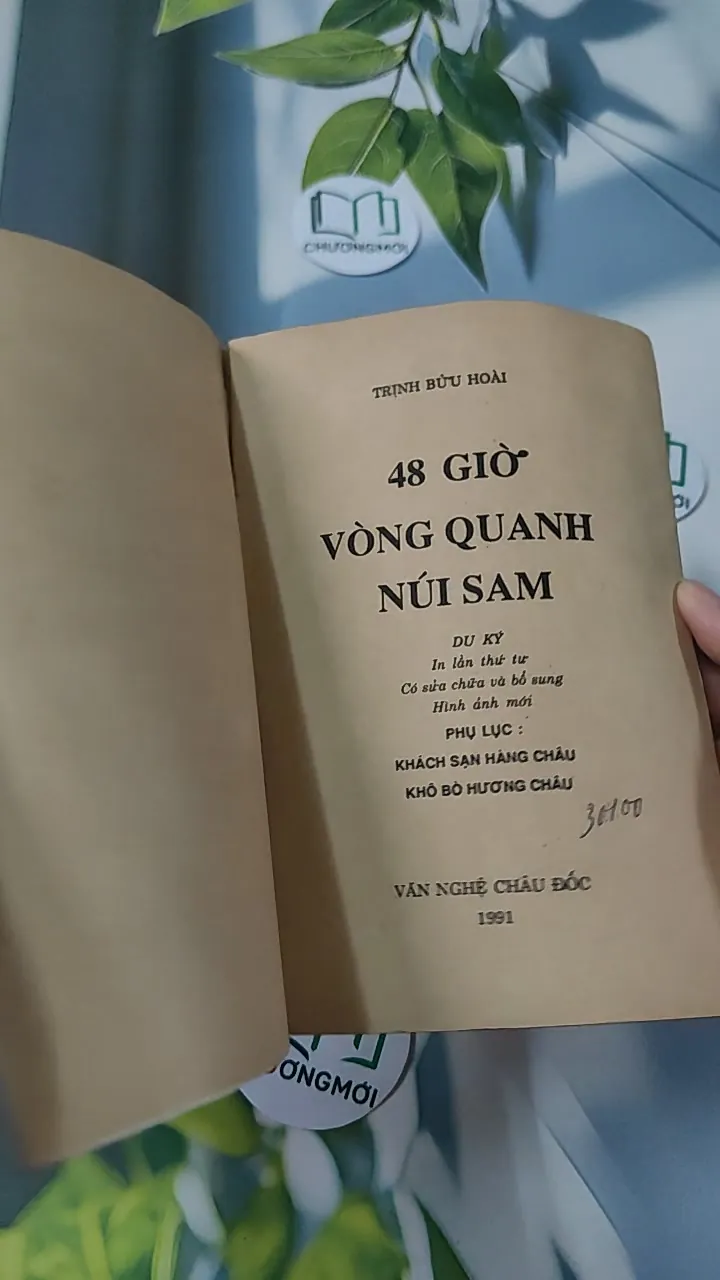 CHƯƠNGMỚI
TRỊNH BỬU HOÀI
48 GIỜ
VÒNG QUANH
NÚI SAM
DU KÝ
In lần thứ tư
Có sửa chữa và bổ sung
Hình ảnh mới
PHỤ LỤC :
KHÁCH SẠN HÀNG CHÂU
KHÔ BÒ HƯƠNG CHÂU
VĂN NGHỆ CHÂU ĐỐC
1991
ƯƠNGMỚI